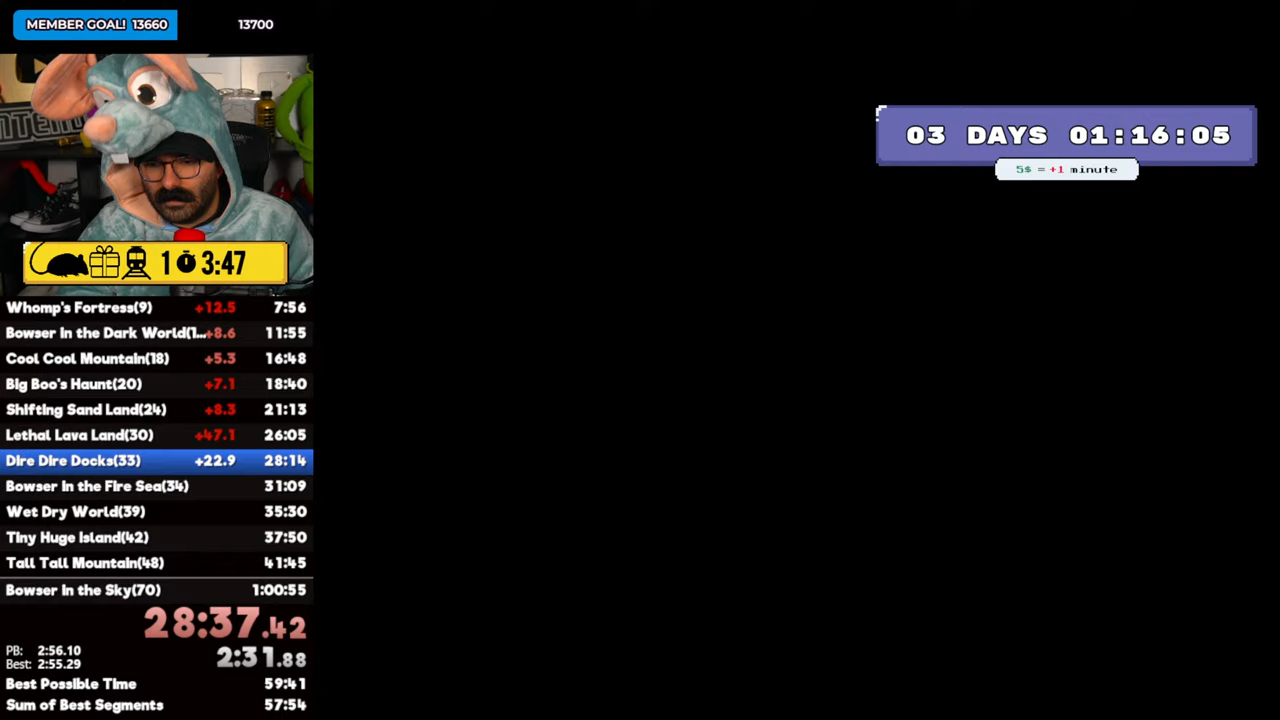 MEMBER GOAL! 13660 13700
03 DAYS 01:16:05
5$ = +1 minute
1 3:47
Whomp's Fortress(9) +12.5 7:56
Bowser in the Dark World(1... +8.6 11:55
Cool Cool Mountain(18) +5.3 16:48
Big Boo's Haunt(20) +7.1 18:40
Shifting Sand Land(24) +8.3 21:13
Lethal Lava Land(30) +47.1 26:05
Dire Dire Docks(33) +22.9 28:14
Bowser in the Fire Sea(34) 31:09
Wet Dry World(39) 35:30
Tiny Huge Island(42) 37:50
Tall Tall Mountain(48) 41:45
Bowser in the Sky(70) 1:00:55
28:37.42
PB: 2:56.10
Best: 2:55.29
2:31.88
Best Possible Time 59:41
Sum of Best Segments 57:54